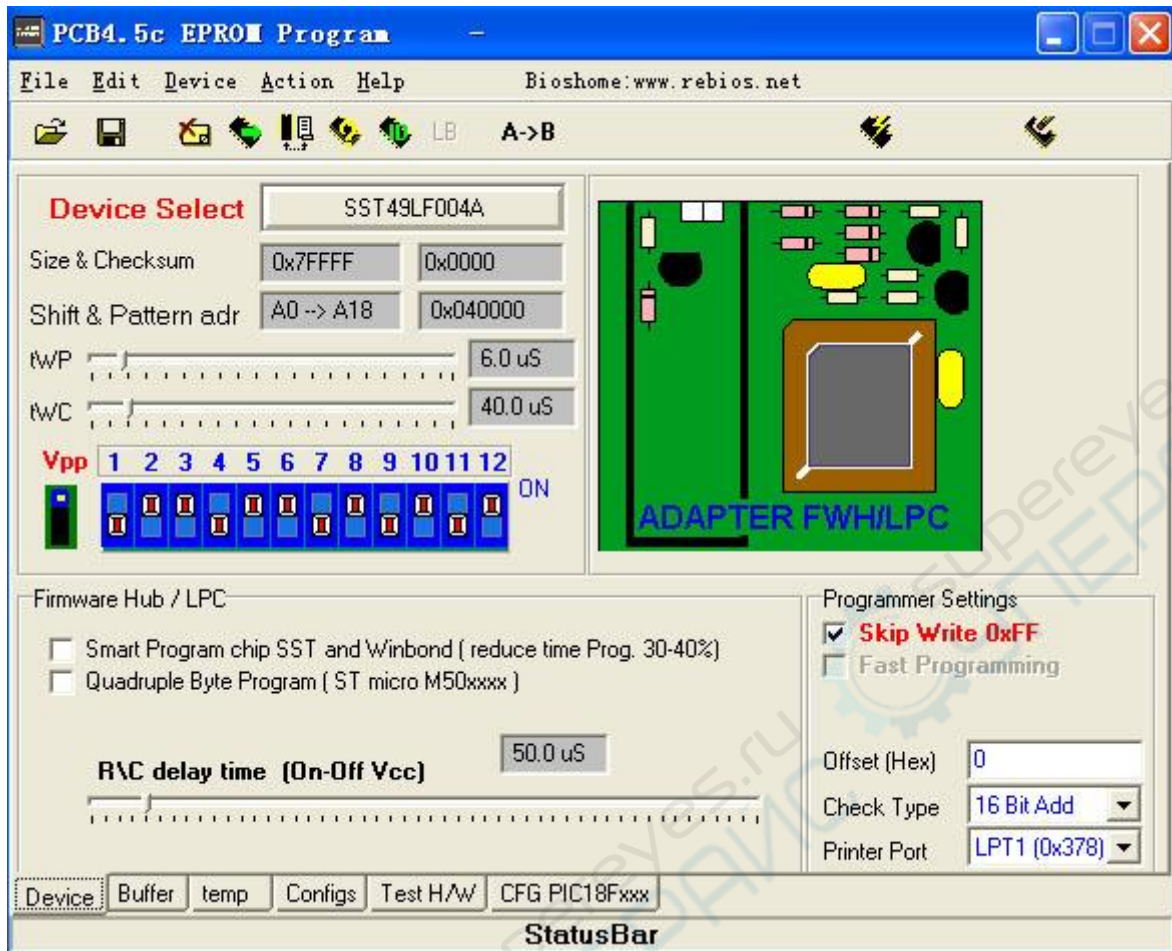 PCB4.5c EPROM Program -
File Edit Device Action Help Bioshome:www.rebios.net
LB A->B
Device Select SST49LF004A
Size & Checksum 0x7FFFF 0x0000
Shift & Pattern adr A0 --> A18 0x040000
tWP 6.0 uS
tWC 40.0 uS
Vpp 1 2 3 4 5 6 7 8 9 10 11 12
ON
ADAPTER FWH/LPC
Firmware Hub / LPC
Smart Program chip SST and Winbond ( reduce time Prog. 30-40%)
Quadruple Byte Program ( ST micro M50xxxx )
R\C delay time (On-Off Vcc) 50.0 uS
Programmer Settings
Skip Write 0xFF
Fast Programming
Offset (Hex) 0
Check Type 16 Bit Add
Printer Port LPT1 (0x378)
Device Buffer temp Configs Test H/W CFG PIC18Fxxx
StatusBar